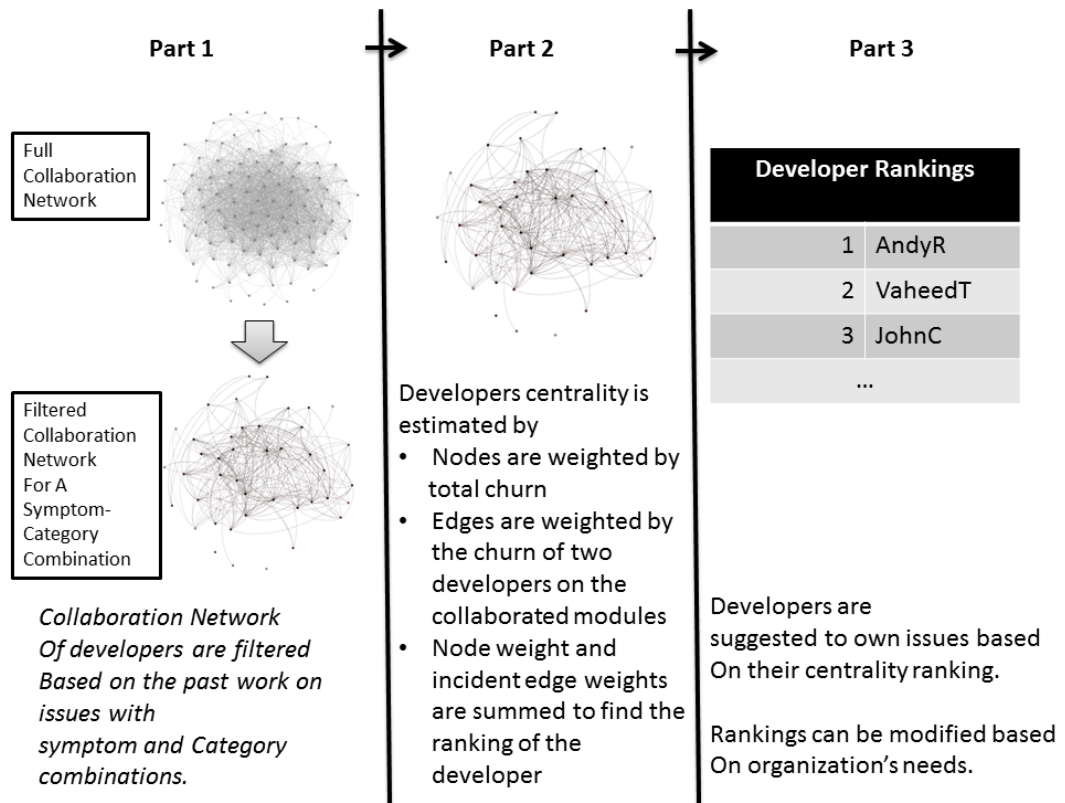 Part 1
Full
Collaboration
Network
Filtered
Collaboration
Network
For A
Symptom-
Category
Combination
Collaboration Network
Of developers are filtered
Based on the past work on
issues with
symptom and Category
combinations.
Part 2
Developers centrality is
estimated by
• Nodes are weighted by
total churn
• Edges are weighted by
the churn of two
developers on the
collaborated modules
• Node weight and
incident edge weights
are summed to find the
ranking of the
developer
Part 3
Developer Rankings
1 AndyR
2 VaheedT
3 JohnC
...
Developers are
suggested to own issues based
On their centrality ranking.
Rankings can be modified based
On organization’s needs.